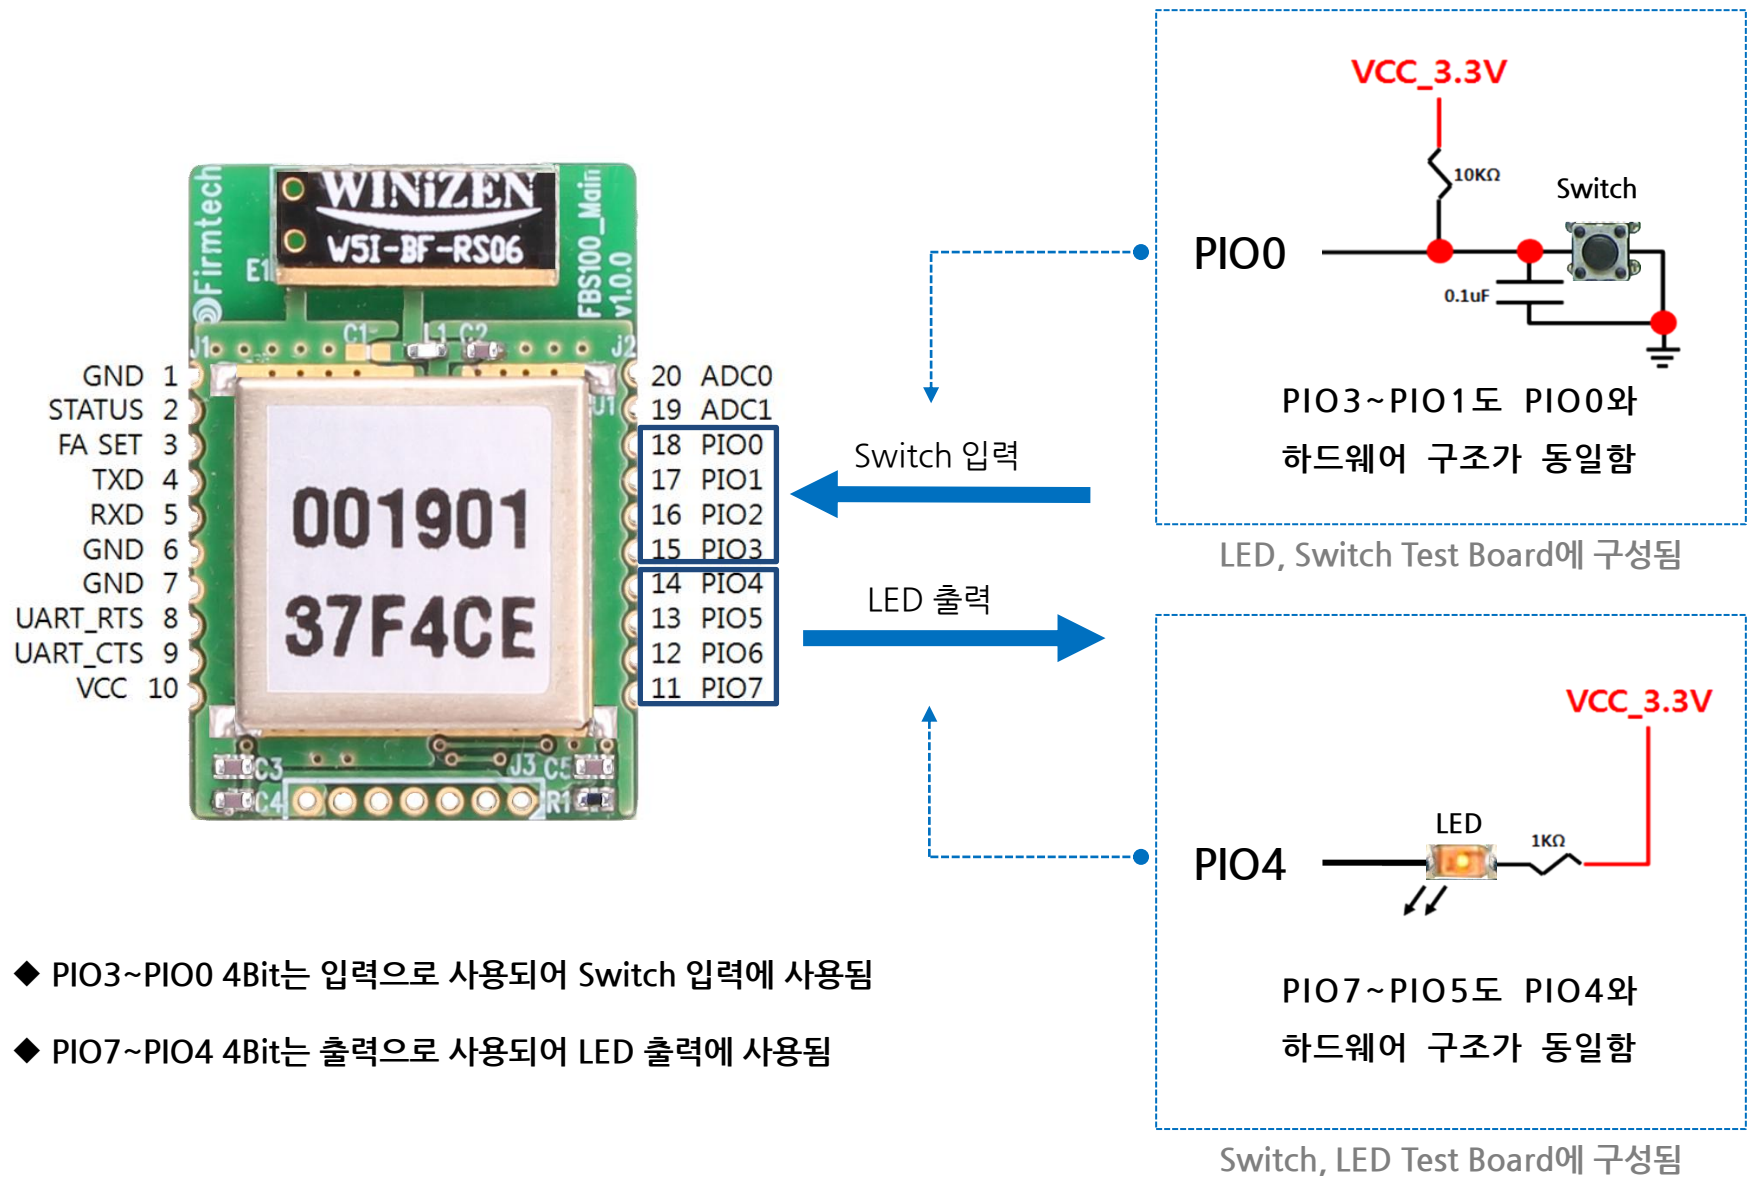 WINiZEN
W5I-BF-RS06
Firmtech
FBS100_Main
v1.0.0
E1
C1
L1
C2
J1
J2
U1
001901
37F4CE
C3
C4
J3
C5
R1
GND 1
STATUS 2
FA SET 3
TXD 4
RXD 5
GND 6
GND 7
UART_RTS 8
UART_CTS 9
VCC 10
20 ADC0
19 ADC1
18 PIO0
17 PIO1
16 PIO2
15 PIO3
14 PIO4
13 PIO5
12 PIO6
11 PIO7
Switch 입력
LED 출력
VCC_3.3V
10KΩ
Switch
PIO0
0.1uF
PIO3~PIO1도 PIO0와
하드웨어 구조가 동일함
LED, Switch Test Board에 구성됨
VCC_3.3V
LED
1KΩ
PIO4
PIO7~PIO5도 PIO4와
하드웨어 구조가 동일함
Switch, LED Test Board에 구성됨
◆ PIO3~PIO0 4Bit는 입력으로 사용되어 Switch 입력에 사용됨
◆ PIO7~PIO4 4Bit는 출력으로 사용되어 LED 출력에 사용됨